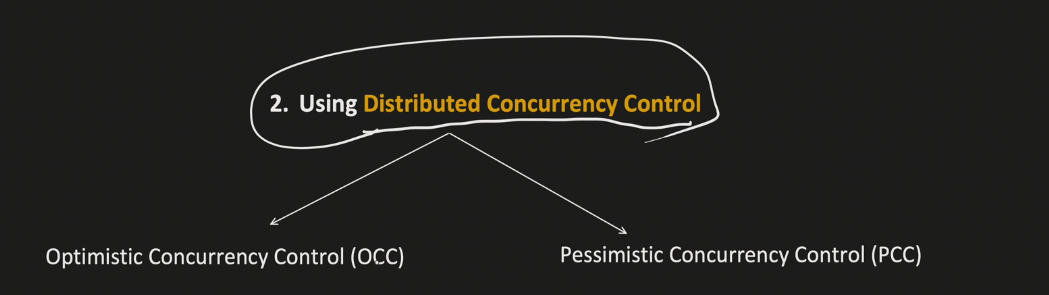 2. Using Distributed Concurrency Control
Optimistic Concurrency Control (OCC)
Pessimistic Concurrency Control (PCC)